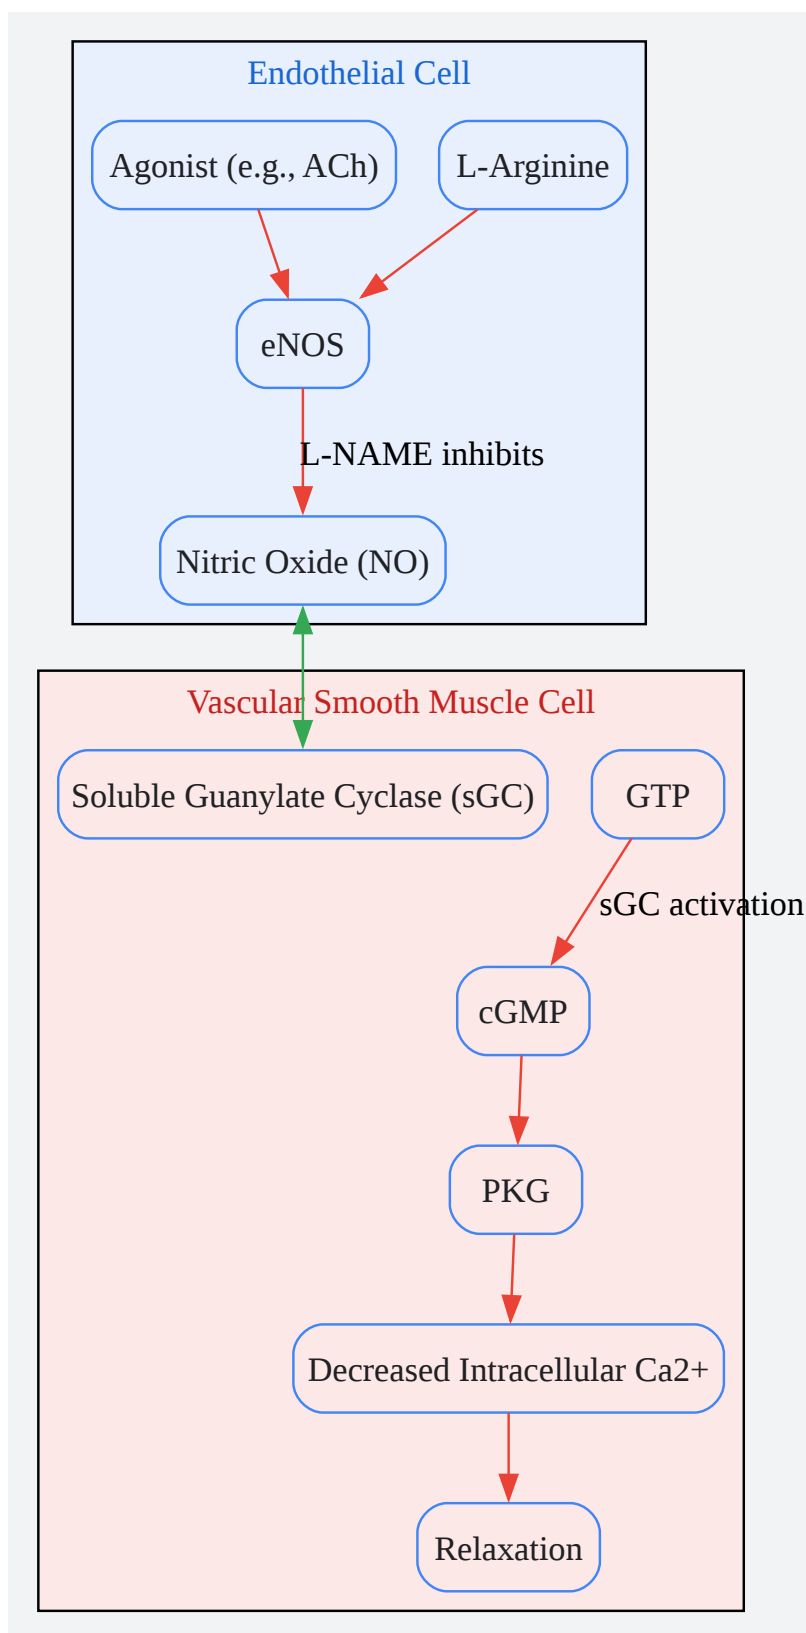 Endothelial Cell
Agonist (e.g., ACh)
L-Arginine
eNOS
L-NAME inhibits
Nitric Oxide (NO)
Vascular Smooth Muscle Cell
Soluble Guanylate Cyclase (sGC)
GTP
sGC activation
cGMP
PKG
Decreased Intracellular Ca2+
Relaxation